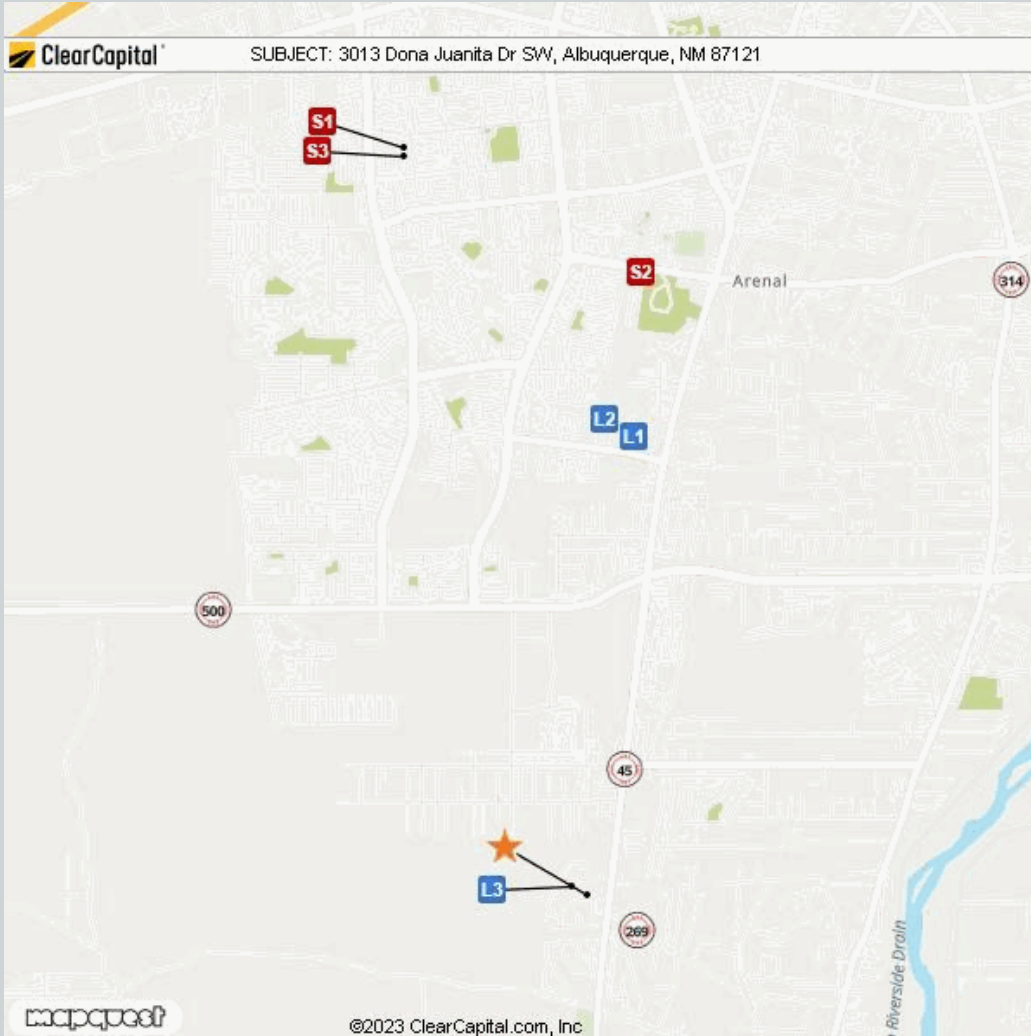 ClearCapital
SUBJECT: 3013 Dona Juanita Dr SW, Albuquerque, NM 87121
S1
S3
S2
Arenal
314
L2
L1
500
45
L3
269
Riverside Drain
mapquest
©2023 ClearCapital.com, Inc